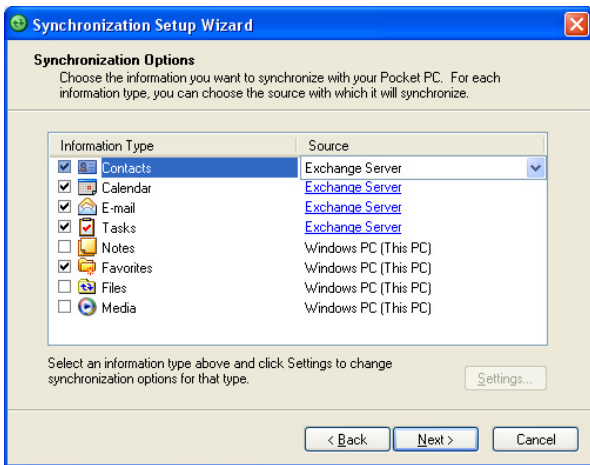 Synchronization Setup Wizard
Synchronization Options
Choose the information you want to synchronize with your Pocket PC. For each
information type, you can choose the source with which it will synchronize.
Information Type Source
Contacts Exchange Server
Calendar Exchange Server
E-mail Exchange Server
Tasks Exchange Server
Notes Windows PC (This PC)
Favorites Windows PC (This PC)
Files Windows PC (This PC)
Media Windows PC (This PC)
Select an information type above and click Settings to change
synchronization options for that type.
Settings...
< Back Next > Cancel